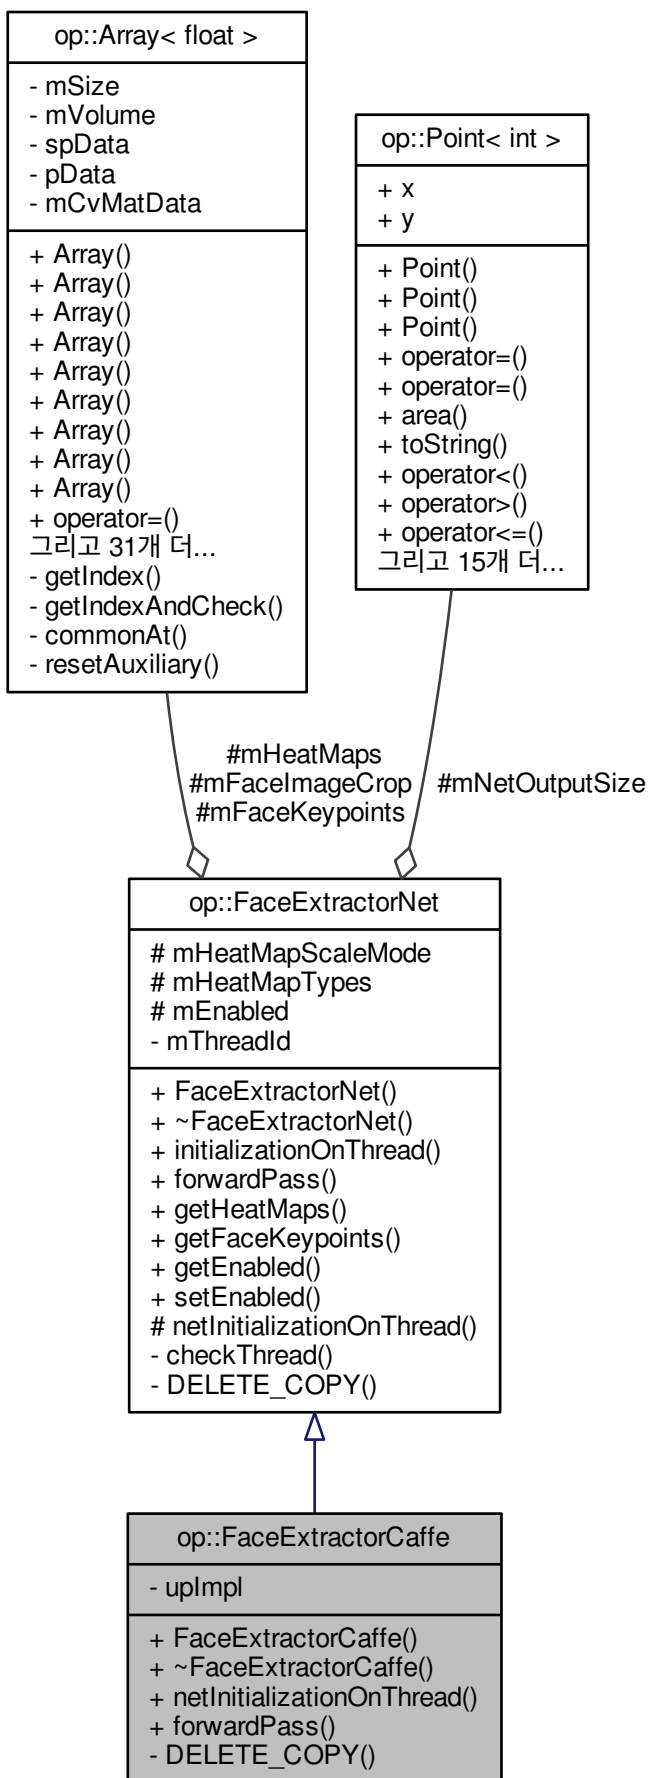 op::Array< float >
- mSize
- mVolume
- spData
- pData
- mCvMatData
+ Array()
+ Array()
+ Array()
+ Array()
+ Array()
+ Array()
+ Array()
+ Array()
+ Array()
+ operator=()
그리고 31개 더...
- getIndex()
- getIndexAndCheck()
- commonAt()
- resetAuxiliary()
op::Point< int >
+ x
+ y
+ Point()
+ Point()
+ Point()
+ operator=()
+ operator=()
+ area()
+ toString()
+ operator<()
+ operator>()
+ operator<=()
그리고 15개 더...
#mHeatMaps
#mFaceImageCrop
#mFaceKeypoints
#mNetOutputSize
op::FaceExtractorNet
# mHeatMapScaleMode
# mHeatMapTypes
# mEnabled
- mThreadId
+ FaceExtractorNet()
+ ~FaceExtractorNet()
+ initializationOnThread()
+ forwardPass()
+ getHeatMaps()
+ getFaceKeypoints()
+ getEnabled()
+ setEnabled()
# netInitializationOnThread()
- checkThread()
- DELETE_COPY()
op::FaceExtractorCaffe
- upImpl
+ FaceExtractorCaffe()
+ ~FaceExtractorCaffe()
+ netInitializationOnThread()
+ forwardPass()
- DELETE_COPY()